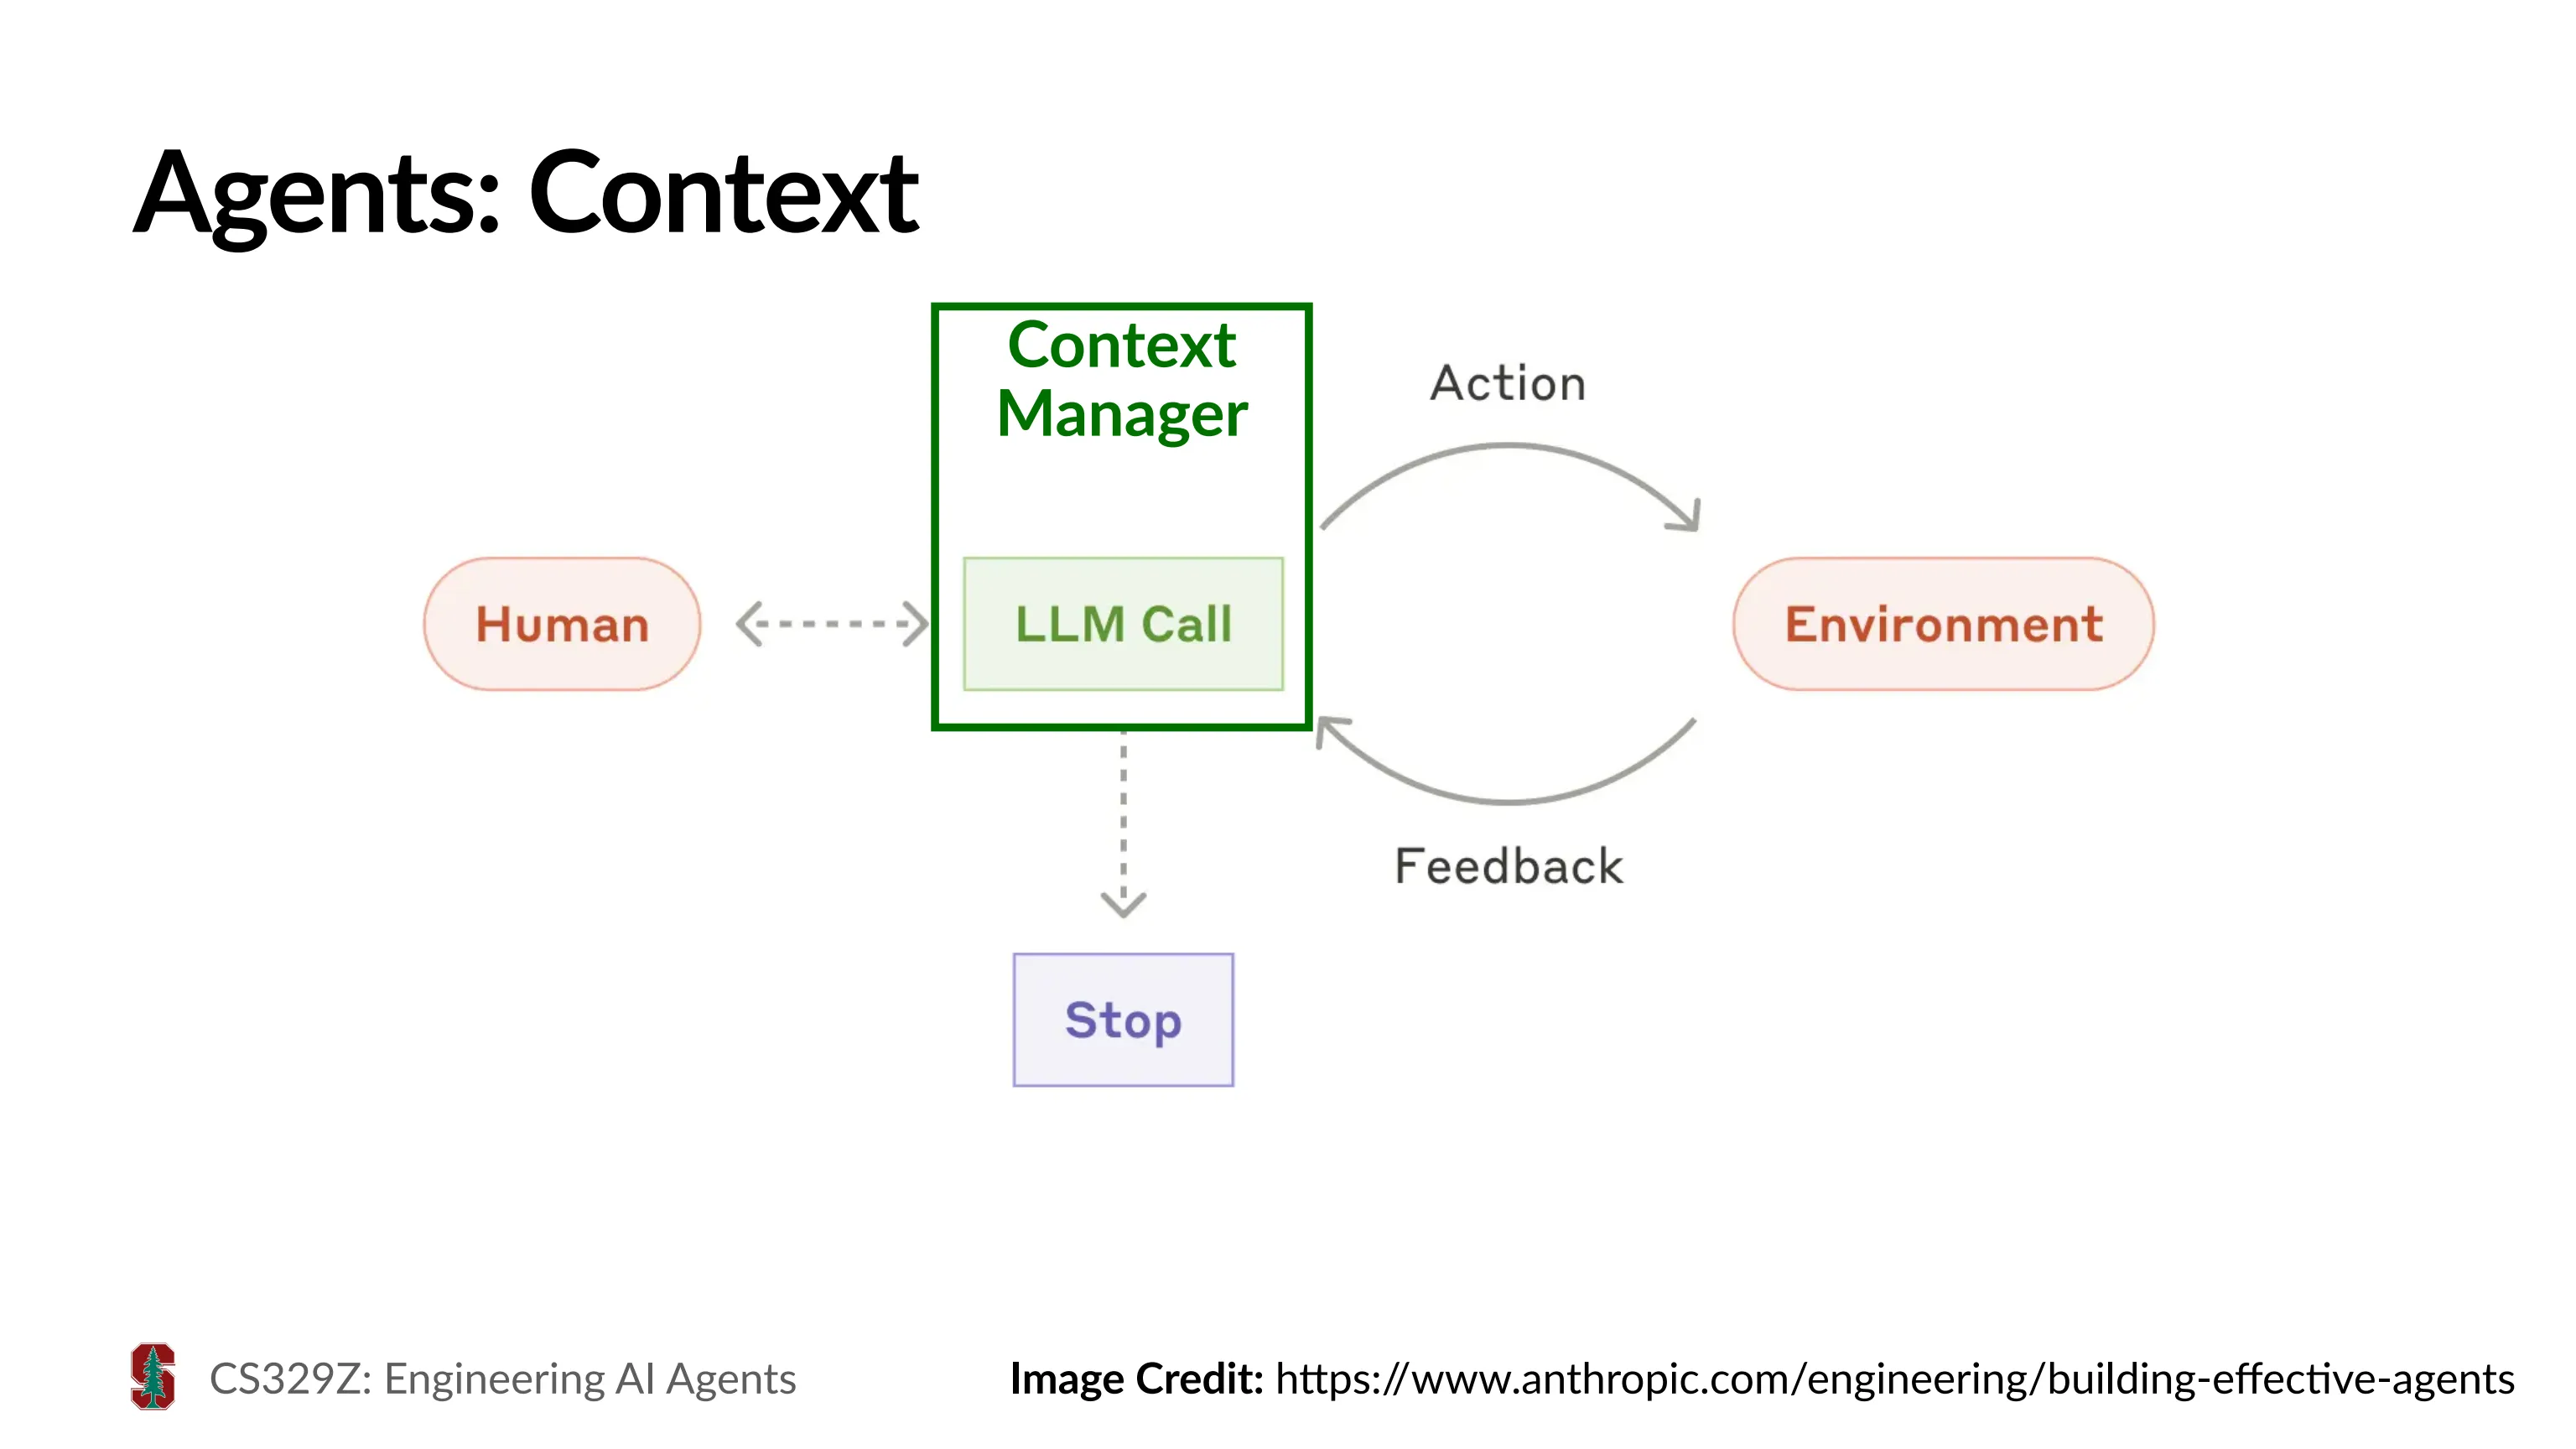 Agents: Context
Context
Manager
Action
Human
LLM Call
Environment
Feedback
Stop
CS329Z: Engineering AI Agents
Image Credit: https://www.anthropic.com/engineering/building-effective-agents